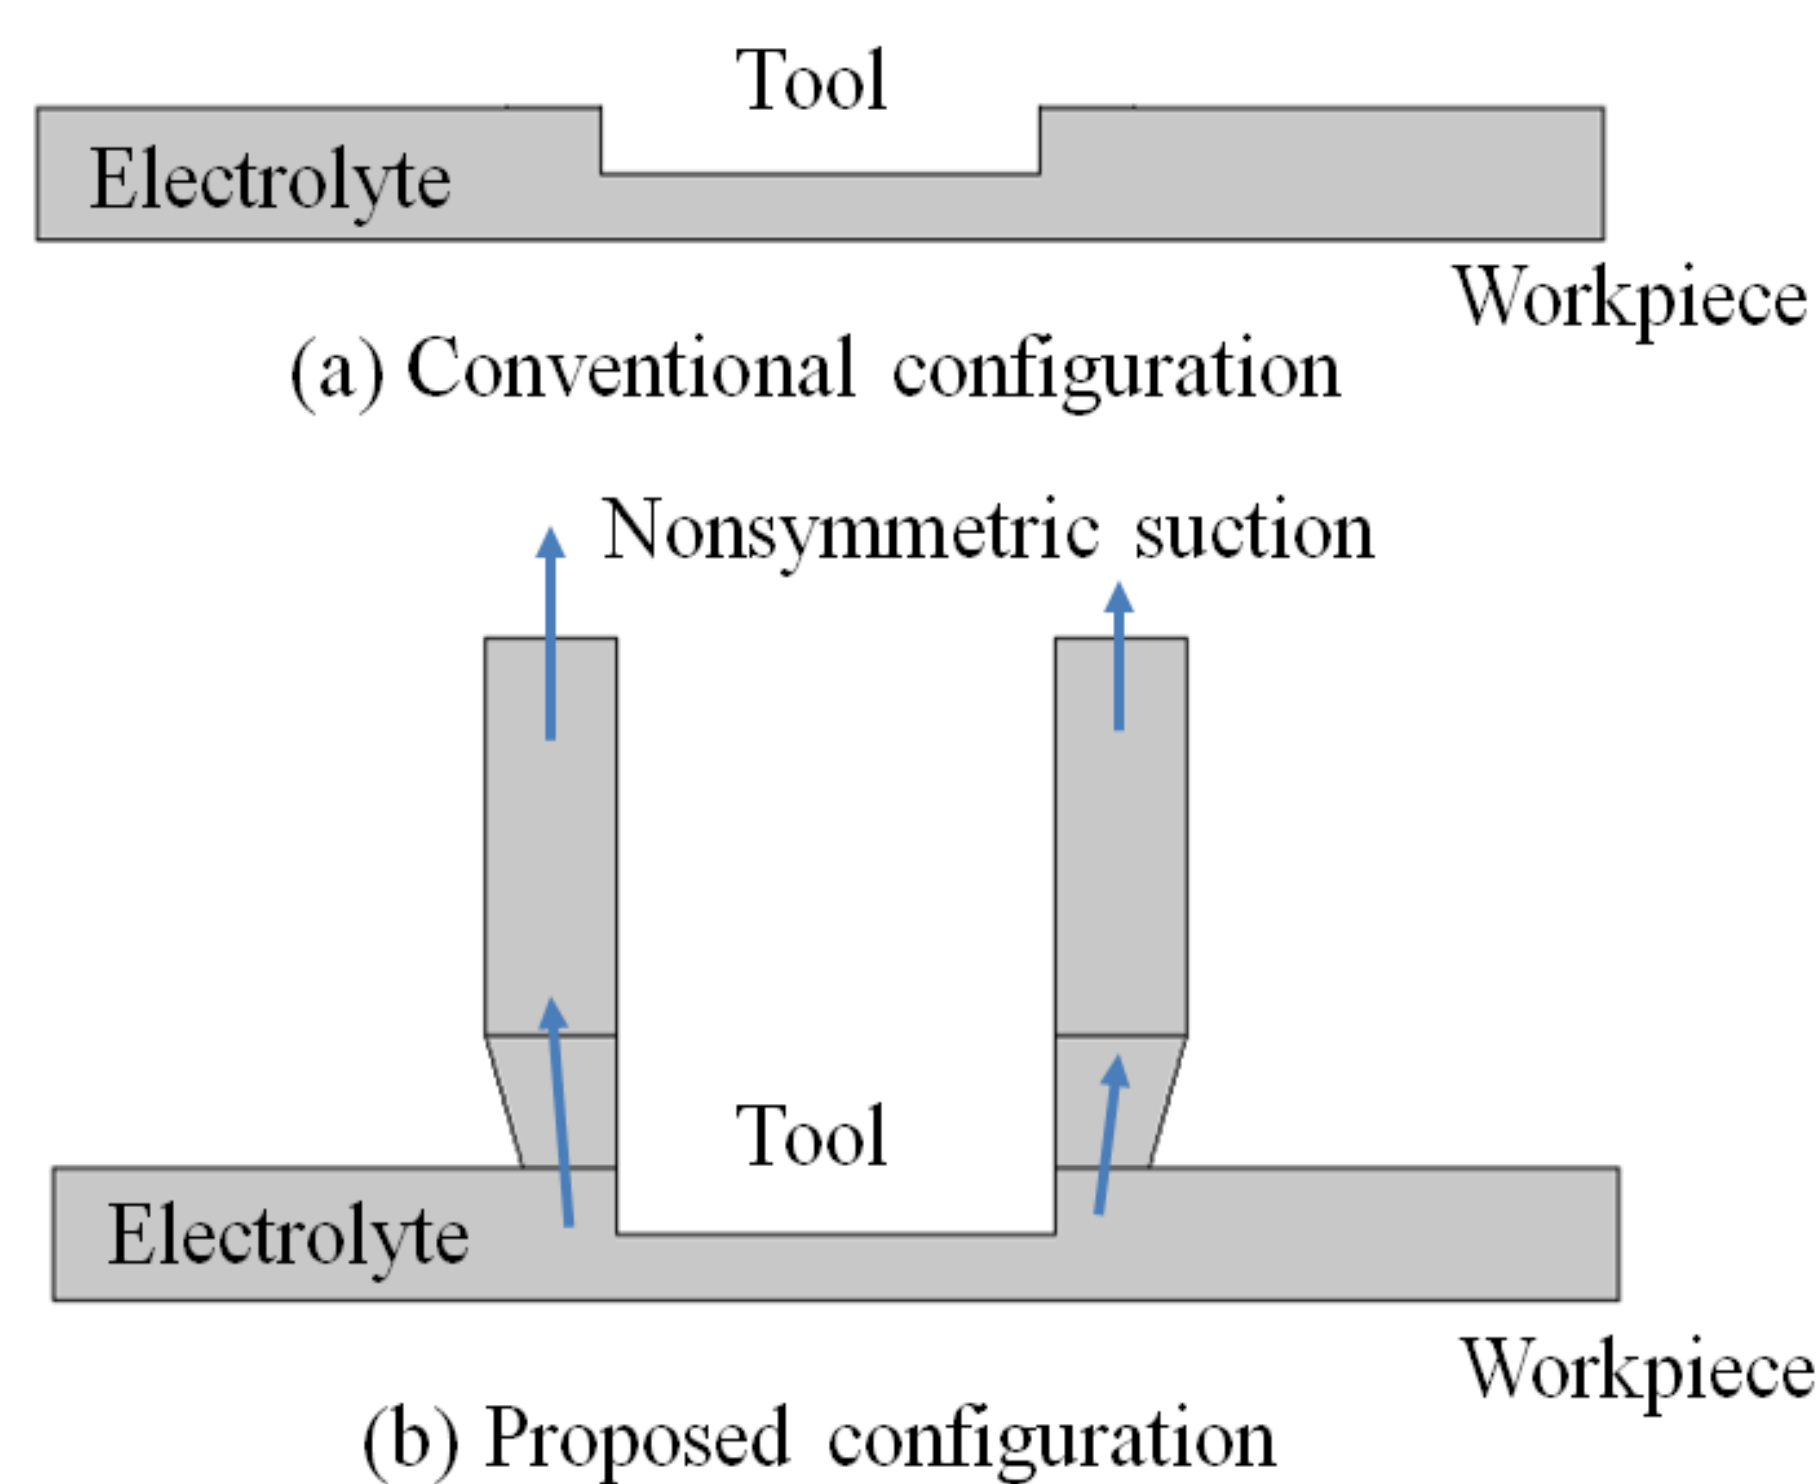 Tool
Electrolyte
Workpiece
(a) Conventional configuration
Nonsymmetric suction
Tool
Electrolyte
Workpiece
(b) Proposed configuration